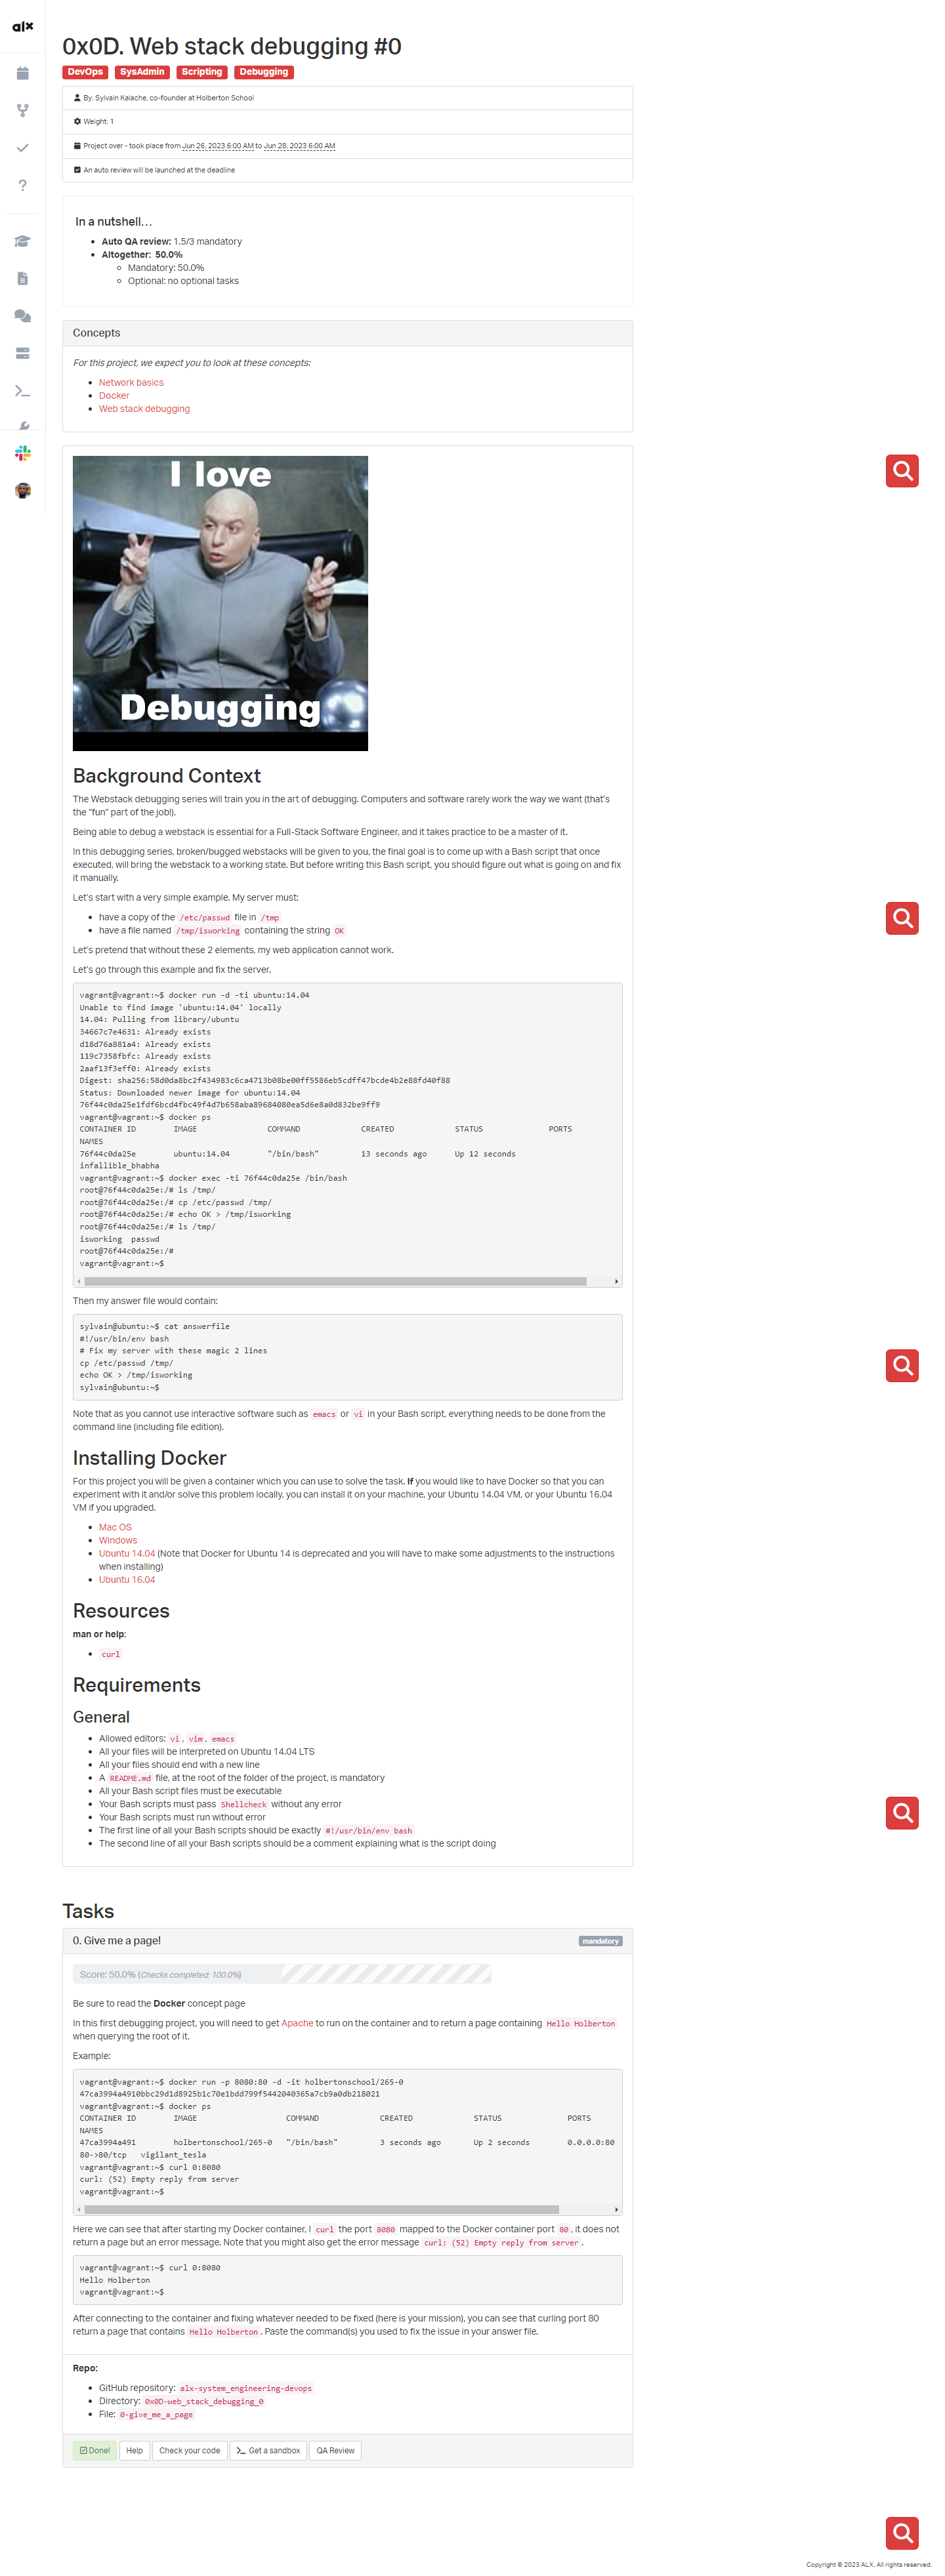 alx
0x0D. Web stack debugging #0
DevOps SysAdmin Scripting Debugging
By: Sylvain Kalache, co-founder at Holberton School
Weight: 1
Project over - took place from Jun 26, 2023 6:00 AM to Jun 28, 2023 6:00 AM
An auto review will be launched at the deadline
In a nutshell…
Auto QA review: 1.5/3 mandatory
Altogether: 50.0%
Mandatory: 50.0%
Optional: no optional tasks
Concepts
For this project, we expect you to look at these concepts:
Network basics
Docker
Web stack debugging
I love
Debugging
Background Context
The Webstack debugging series will train you in the art of debugging. Computers and software rarely work the way we want (that's
the "fun" part of the job!).
Being able to debug a webstack is essential for a Full-Stack Software Engineer, and it takes practice to be a master of it.
In this debugging series, broken/bugged webstacks will be given to you, the final goal is to come up with a Bash script that once
executed, will bring the webstack to a working state. But before writing this Bash script, you should figure out what is going on and fix
it manually.
Let's start with a very simple example. My server must:
have a copy of the /etc/passwd file in /tmp
have a file named /tmp/isworking containing the string OK
Let's pretend that without these 2 elements, my web application cannot work.
Let's go through this example and fix the server.
vagrant@vagrant:~$ docker run -d -ti ubuntu:14.04
Unable to find image 'ubuntu:14.04' locally
14.04: Pulling from library/ubuntu
34667c7e4631: Already exists
d18d76a881a4: Already exists
119c7358fbfc: Already exists
2aaf13f3eff0: Already exists
Digest: sha256:58d0da8bc2f434983c6ca4713b08be00ff5586eb5cdff47bcde4b2e88fd40f88
Status: Downloaded newer image for ubuntu:14.04
76f44c0da25e1fdf6bcd4fbc49f4d7b658aba89684080ea5d6e8a0d832be9ff9
vagrant@vagrant:~$ docker ps
CONTAINER ID IMAGE COMMAND CREATED STATUS PORTS
NAMES
76f44c0da25e ubuntu:14.04 "/bin/bash" 13 seconds ago Up 12 seconds
infallible_bhabha
vagrant@vagrant:~$ docker exec -ti 76f44c0da25e /bin/bash
root@76f44c0da25e:/# ls /tmp/
root@76f44c0da25e:/# cp /etc/passwd /tmp/
root@76f44c0da25e:/# echo OK > /tmp/isworking
root@76f44c0da25e:/# ls /tmp/
isworking passwd
root@76f44c0da25e:/#
vagrant@vagrant:~$
Then my answer file would contain:
sylvain@ubuntu:~$ cat answerfile
#!/usr/bin/env bash
# Fix my server with these magic 2 lines
cp /etc/passwd /tmp/
echo OK > /tmp/isworking
sylvain@ubuntu:~$
Note that as you cannot use interactive software such as emacs or vi in your Bash script, everything needs to be done from the
command line (including file edition).
Installing Docker
For this project you will be given a container which you can use to solve the task. If you would like to have Docker so that you can
experiment with it and/or solve this problem locally, you can install it on your machine, your Ubuntu 14.04 VM, or your Ubuntu 16.04
VM if you upgraded.
Mac OS
Windows
Ubuntu 14.04 (Note that Docker for Ubuntu 14 is deprecated and you will have to make some adjustments to the instructions
when installing)
Ubuntu 16.04
Resources
man or help:
curl
Requirements
General
Allowed editors: vi, vim, emacs
All your files will be interpreted on Ubuntu 14.04 LTS
All your files should end with a new line
A README.md file, at the root of the folder of the project, is mandatory
All your Bash script files must be executable
Your Bash scripts must pass Shellcheck without any error
Your Bash scripts must run without error
The first line of all your Bash scripts should be exactly #!/usr/bin/env bash
The second line of all your Bash scripts should be a comment explaining what is the script doing
Tasks
0. Give me a page! mandatory
Score: 50.0% (Checks completed: 100.0%)
Be sure to read the Docker concept page
In this first debugging project, you will need to get Apache to run on the container and to return a page containing Hello Holberton
when querying the root of it.
Example:
vagrant@vagrant:~$ docker run -p 8080:80 -d -it holbertonschool/265-0
47ca3994a4910bbc29d1d8925b1c70e1bdd799f5442040365a7cb9a0db218021
vagrant@vagrant:~$ docker ps
CONTAINER ID IMAGE COMMAND CREATED STATUS PORTS
NAMES
47ca3994a491 holbertonschool/265-0 "/bin/bash" 3 seconds ago Up 2 seconds 0.0.0.0:80
80->80/tcp vigilant_tesla
vagrant@vagrant:~$ curl 0:8080
curl: (52) Empty reply from server
vagrant@vagrant:~$
Here we can see that after starting my Docker container, I curl the port 8080 mapped to the Docker container port 80, it does not
return a page but an error message. Note that you might also get the error message curl: (52) Empty reply from server.
vagrant@vagrant:~$ curl 0:8080
Hello Holberton
vagrant@vagrant:~$
After connecting to the container and fixing whatever needed to be fixed (here is your mission), you can see that curling port 80
return a page that contains Hello Holberton. Paste the command(s) you used to fix the issue in your answer file.
Repo:
GitHub repository: alx-system_engineering-devops
Directory: 0x0D-web_stack_debugging_0
File: 0-give_me_a_page
Done! Help Check your code Get a sandbox QA Review
Copyright © 2023 ALX, All rights reserved.